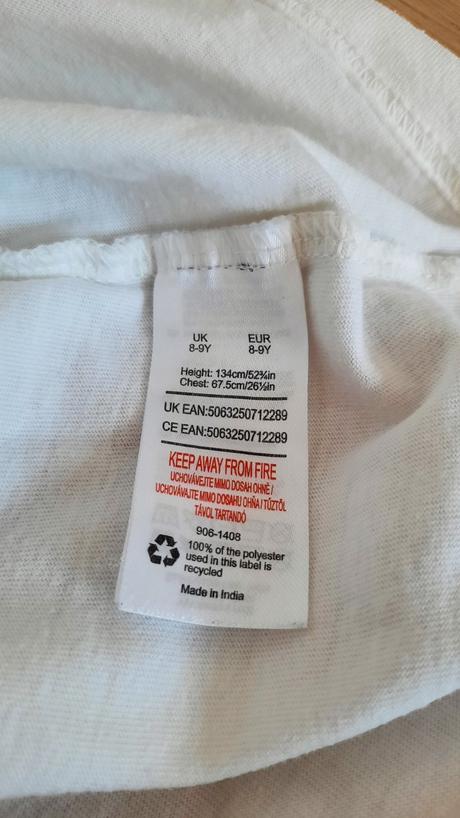 UK EUR
8-9Y 8-9Y
Height: 134cm/52¾in
Chest: 67.5cm/26½in
UK EAN:5063250712289
CE EAN:5063250712289
KEEP AWAY FROM FIRE
UCHOVÁVEJTE MIMO DOSAH OHNĚ /
UCHOVÁVAJTE MIMO DOSAHU OHŇA / TŰZTŐL
TÁVOL TARTANDÓ
906-1408
100% of the polyester
used in this label is
recycled
Made in India